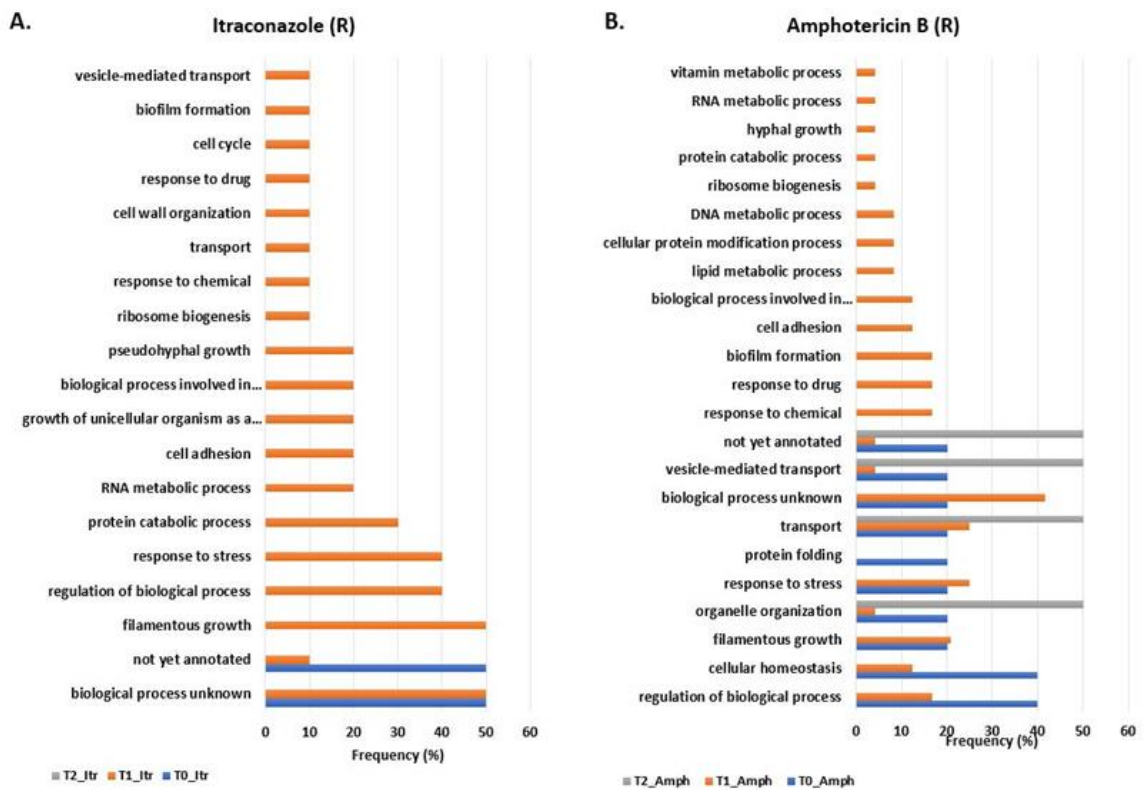 A.
Itraconazole (R)
vesicle-mediated transport
biofilm formation
cell cycle
response to drug
cell wall organization
transport
response to chemical
ribosome biogenesis
pseudohyphal growth
biological process involved in...
growth of unicellular organism as a...
cell adhesion
RNA metabolic process
protein catabolic process
response to stress
regulation of biological process
filamentous growth
not yet annotated
biological process unknown
0 10 20 30 40 50 60
Frequency (%)
T2_Itr T1_Itr T0_Itr
B.
Amphotericin B (R)
vitamin metabolic process
RNA metabolic process
hyphal growth
protein catabolic process
ribosome biogenesis
DNA metabolic process
cellular protein modification process
lipid metabolic process
biological process involved in...
cell adhesion
biofilm formation
response to drug
response to chemical
not yet annotated
vesicle-mediated transport
biological process unknown
transport
protein folding
response to stress
organelle organization
filamentous growth
cellular homeostasis
regulation of biological process
0 10 20 30 40 50 60
Frequency (%)
T2_Amph T1_Amph T0_Amph